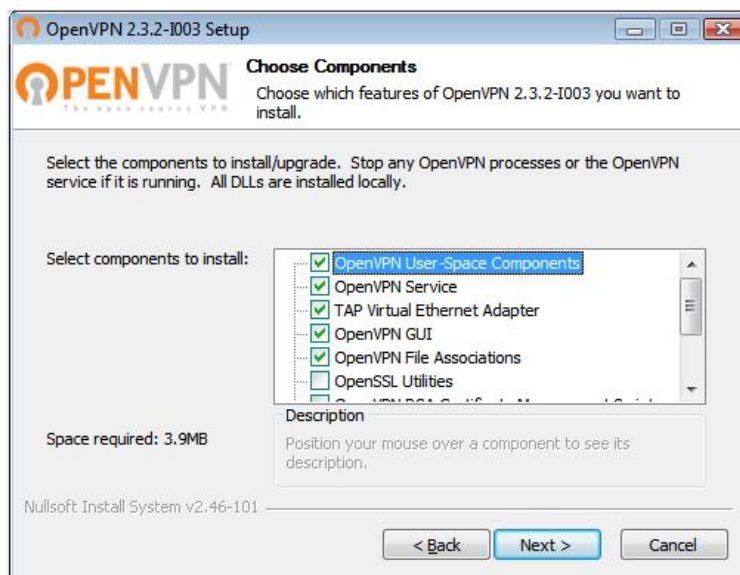 OpenVPN 2.3.2-I003 Setup
OPENVPN
The open source VPN
Choose Components
Choose which features of OpenVPN 2.3.2-I003 you want to
install.
Select the components to install/upgrade.  Stop any OpenVPN processes or the OpenVPN
service if it is running.  All DLLs are installed locally.
Select components to install:
OpenVPN User-Space Components
OpenVPN Service
TAP Virtual Ethernet Adapter
OpenVPN GUI
OpenVPN File Associations
OpenSSL Utilities
Space required: 3.9MB
Description
Position your mouse over a component to see its
description.
Nullsoft Install System v2.46-101
< Back
Next >
Cancel